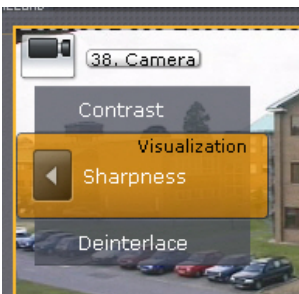 38. Camera
Contrast
Visualization
Sharpness
Deinterlace